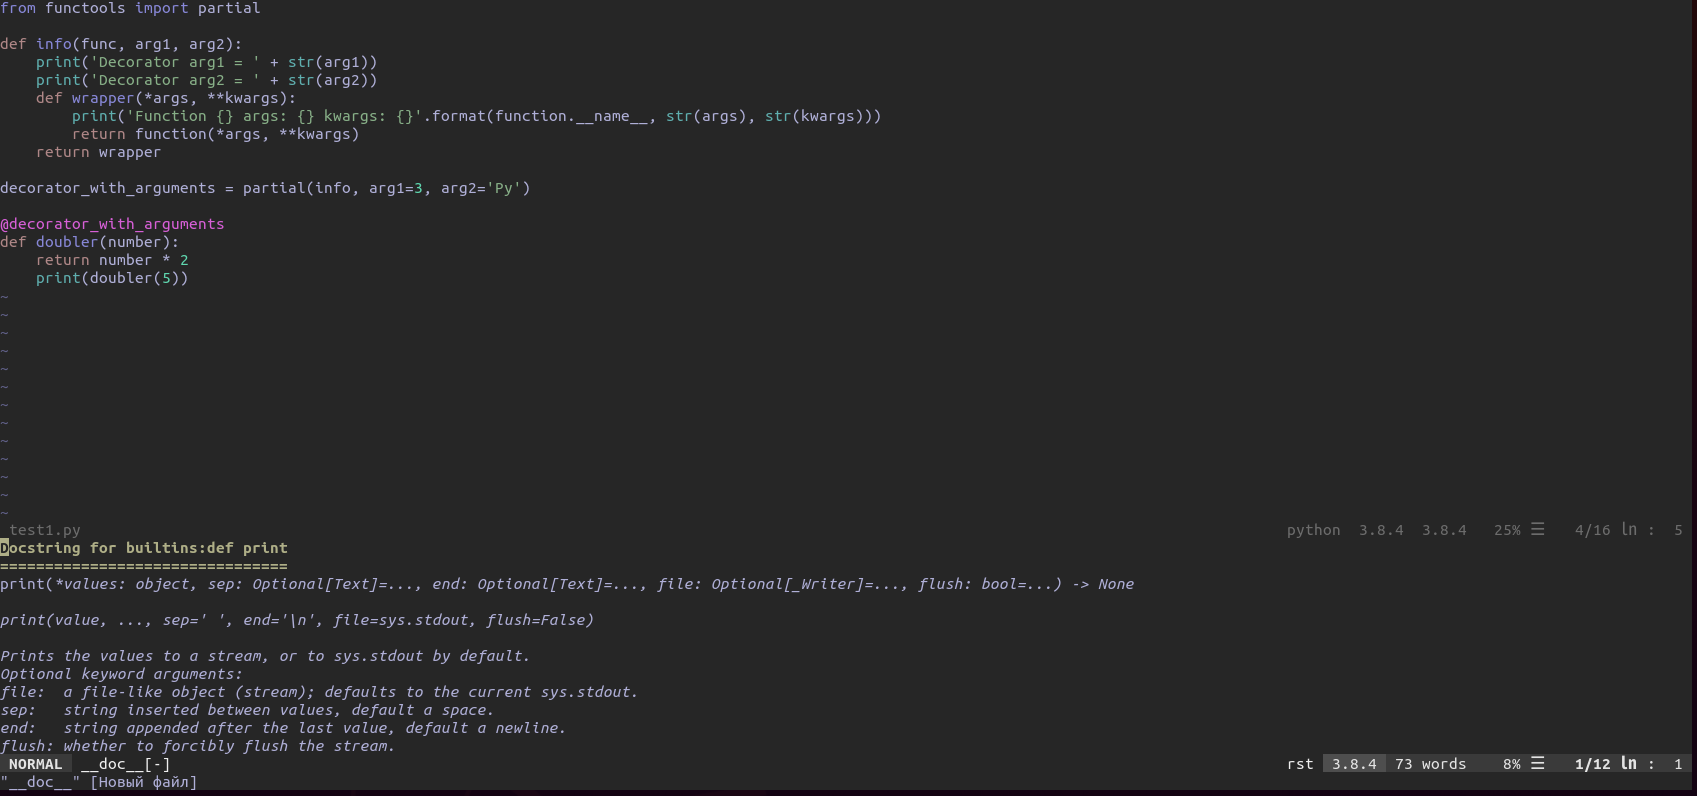 from functools import partial
def info(func, arg1, arg2):
    print('Decorator arg1 = ' + str(arg1))
    print('Decorator arg2 = ' + str(arg2))
    def wrapper(*args, **kwargs):
        print('Function {} args: {} kwargs: {}'.format(function.__name__, str(args), str(kwargs)))
        return function(*args, **kwargs)
    return wrapper
decorator_with_arguments = partial(info, arg1=3, arg2='Py')
@decorator_with_arguments
def doubler(number):
    return number * 2
    print(doubler(5))
~
~
~
~
~
~
~
~
~
~
~
~
~
test1.py python 3.8.4 3.8.4 25% ☰ 4/16 ln : 5
Docstring for builtins:def print
================================
print(*values: object, sep: Optional[Text]=..., end: Optional[Text]=..., file: Optional[_Writer]=..., flush: bool=...) -> None
print(value, ..., sep=' ', end='\n', file=sys.stdout, flush=False)
Prints the values to a stream, or to sys.stdout by default.
Optional keyword arguments:
file:  a file-like object (stream); defaults to the current sys.stdout.
sep:   string inserted between values, default a space.
end:   string appended after the last value, default a newline.
flush: whether to forcibly flush the stream.
NORMAL __doc__[-] rst 3.8.4 73 words 8% ☰ 1/12 ln : 1
"__doc__" [Новый файл]